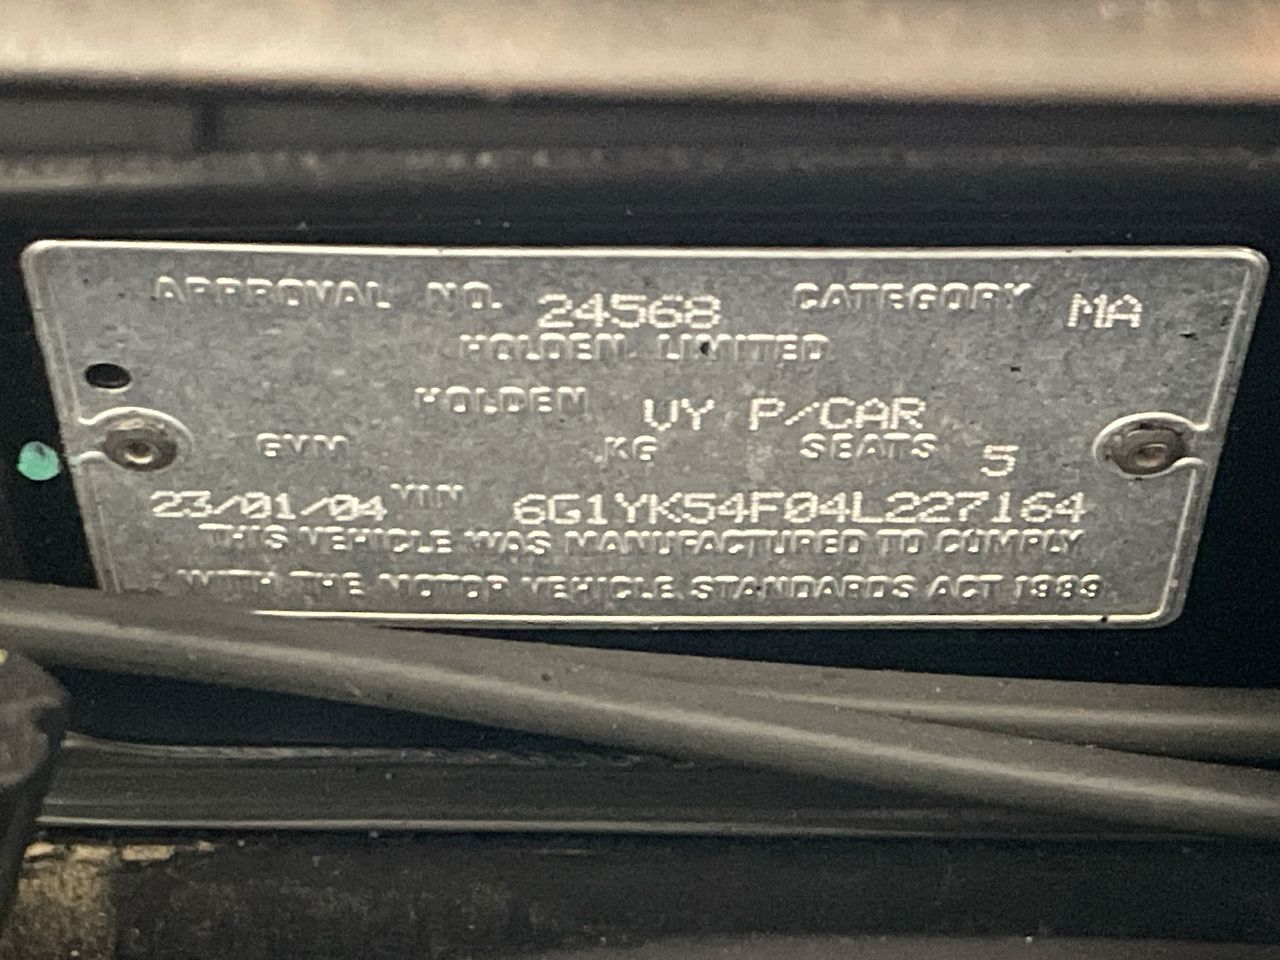 APPROVAL NO. 24568 CATEGORY MA
HOLDEN LIMITED
HOLDEN VY P/CAR
GVM KG SEATS 5
23/01/04 VIN 6G1YK54F04L227164
THIS VEHICLE WAS MANUFACTURED TO COMPLY
WITH THE MOTOR VEHICLE STANDARDS ACT 1989